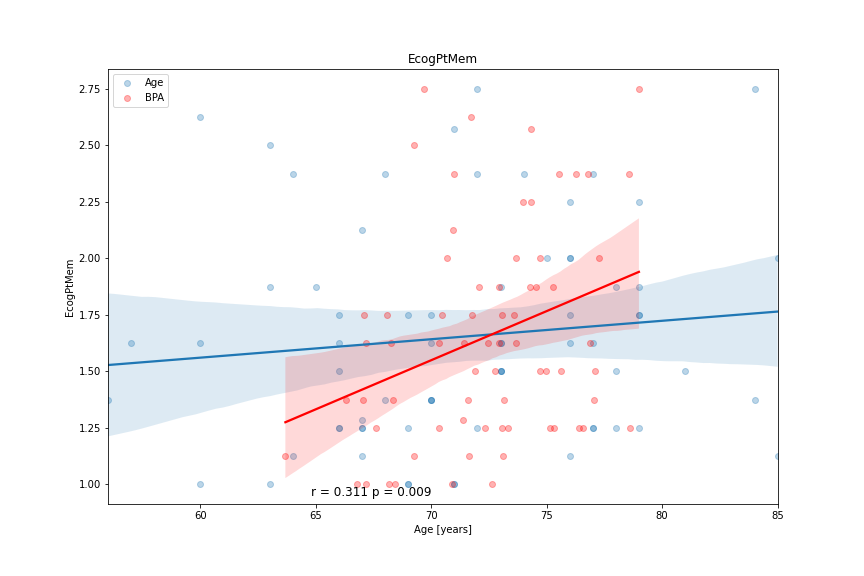 EcogPtMem
Age
BPA
EcogPtMem
2.75
2.50
2.25
2.00
1.75
1.50
1.25
1.00
r = 0.311 p = 0.009
60
65
70
75
80
85
Age [years]